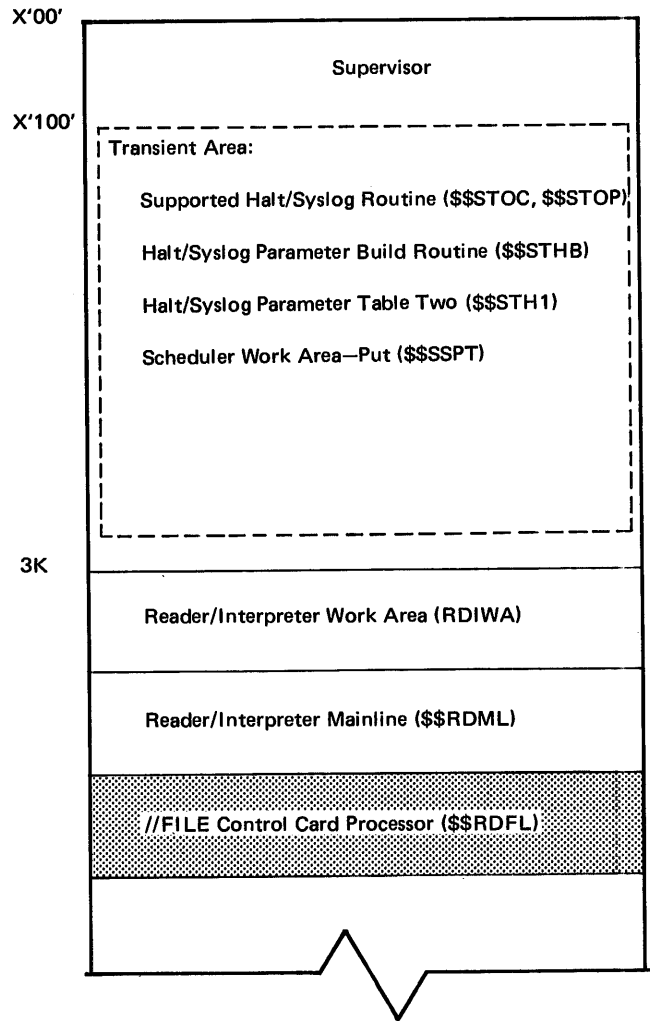 X'00'
Supervisor
X'100'
Transient Area:
Supported Halt/Syslog Routine ($$STOC, $$STOP)
Halt/Syslog Parameter Build Routine ($$STHB)
Halt/Syslog Parameter Table Two ($$STH1)
Scheduler Work Area—Put ($$SSPT)
3K
Reader/Interpreter Work Area (RDIWA)
Reader/Interpreter Mainline ($$RDML)
//FILE Control Card Processor ($$RDFL)